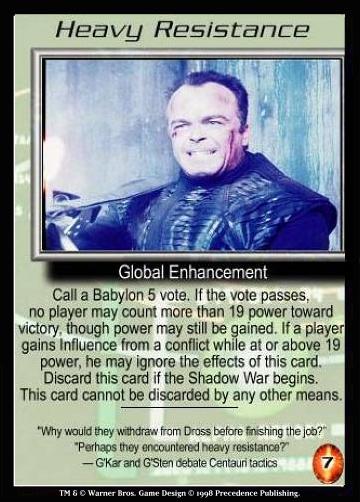 Heavy Resistance
Global Enhancement
Call a Babylon 5 vote. If the vote passes,
no player may count more than 19 power toward
victory, though power may still be gained. If a player
gains Influence from a conflict while at or above 19
power, he may ignore the effects of this card.
Discard this card if the Shadow War begins.
This card cannot be discarded by any other means.
"Why would they withdraw from Dross before finishing the job?"
"Perhaps they encountered heavy resistance?"
— G'Kar and G'Sten debate Centauri tactics
7
TM & © Warner Bros. Game Design © 1998 Precedence Publishing.